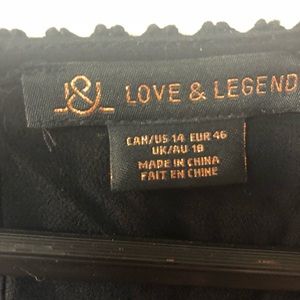 LOVE & LEGEND
CAN/US 14 EUR 46
UK/AU 18
MADE IN CHINA
FAIT EN CHINE